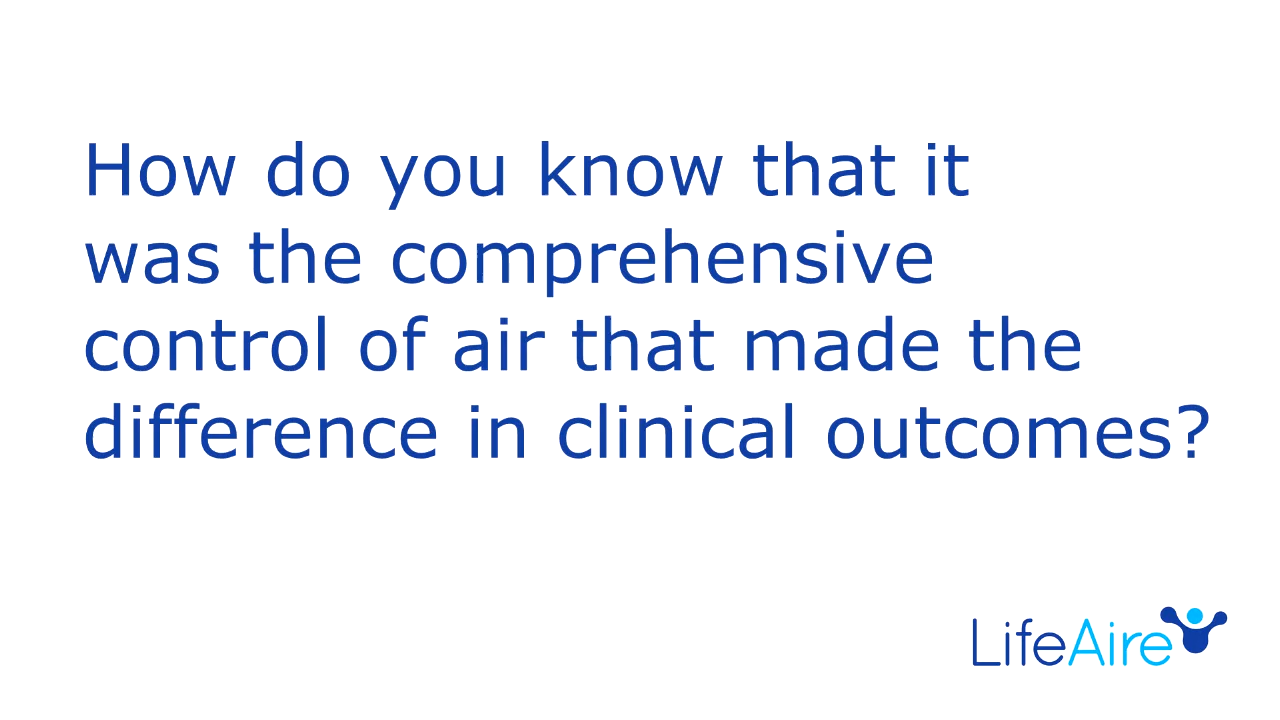 How do you know that it
was the comprehensive
control of air that made the
difference in clinical outcomes?
LifeAire